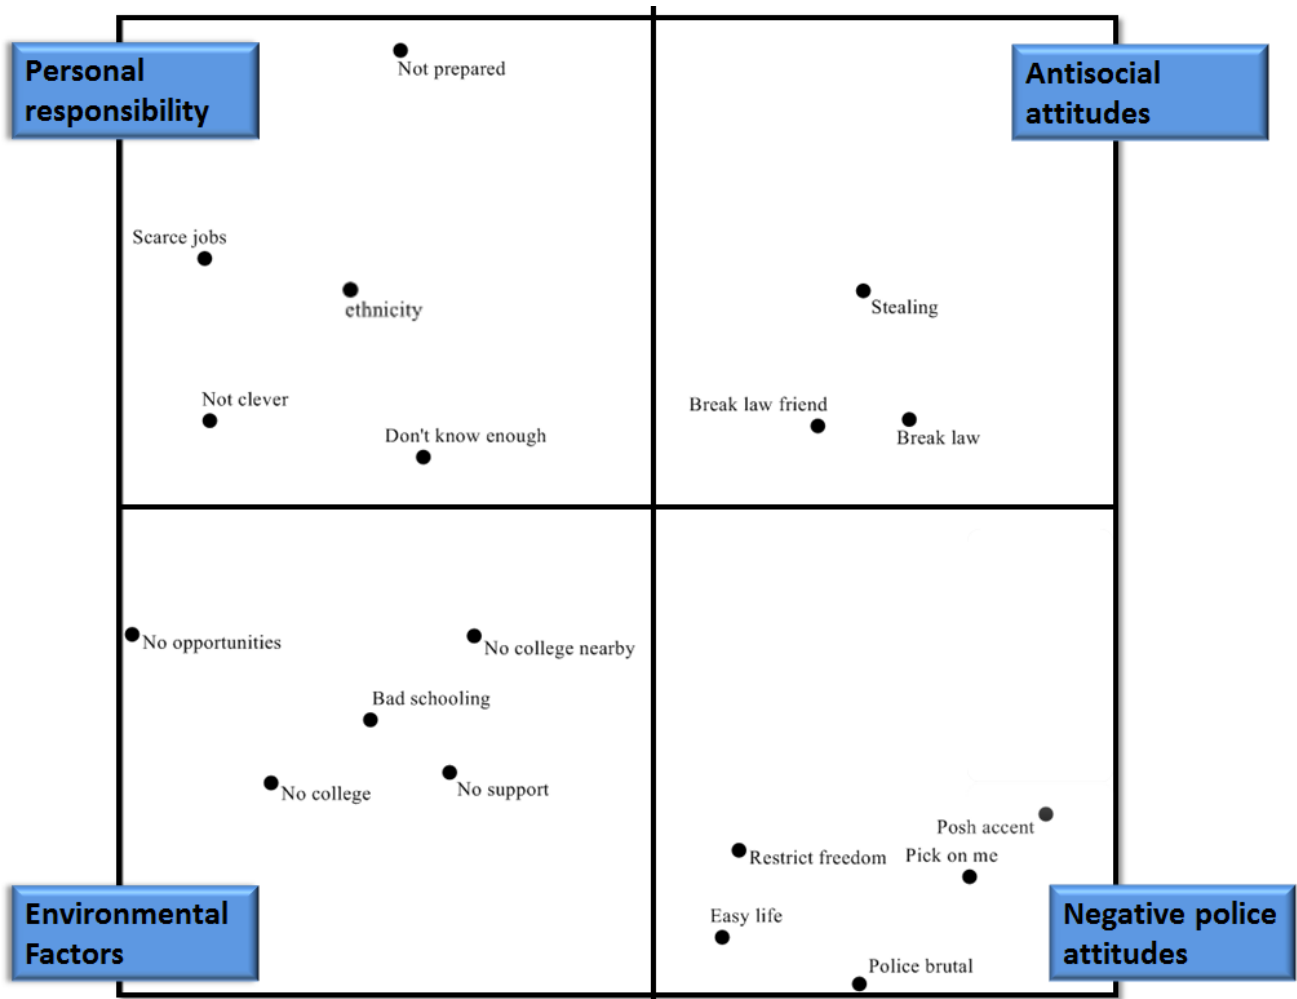 Personal
responsibility
Not prepared
Antisocial
attitudes
Scarce jobs
ethnicity
Stealing
Not clever
Break law friend
Don't know enough
Break law
No opportunities
No college nearby
Bad schooling
No college
No support
Posh accent
Restrict freedom
Pick on me
Environmental
Factors
Easy life
Negative police
attitudes
Police brutal